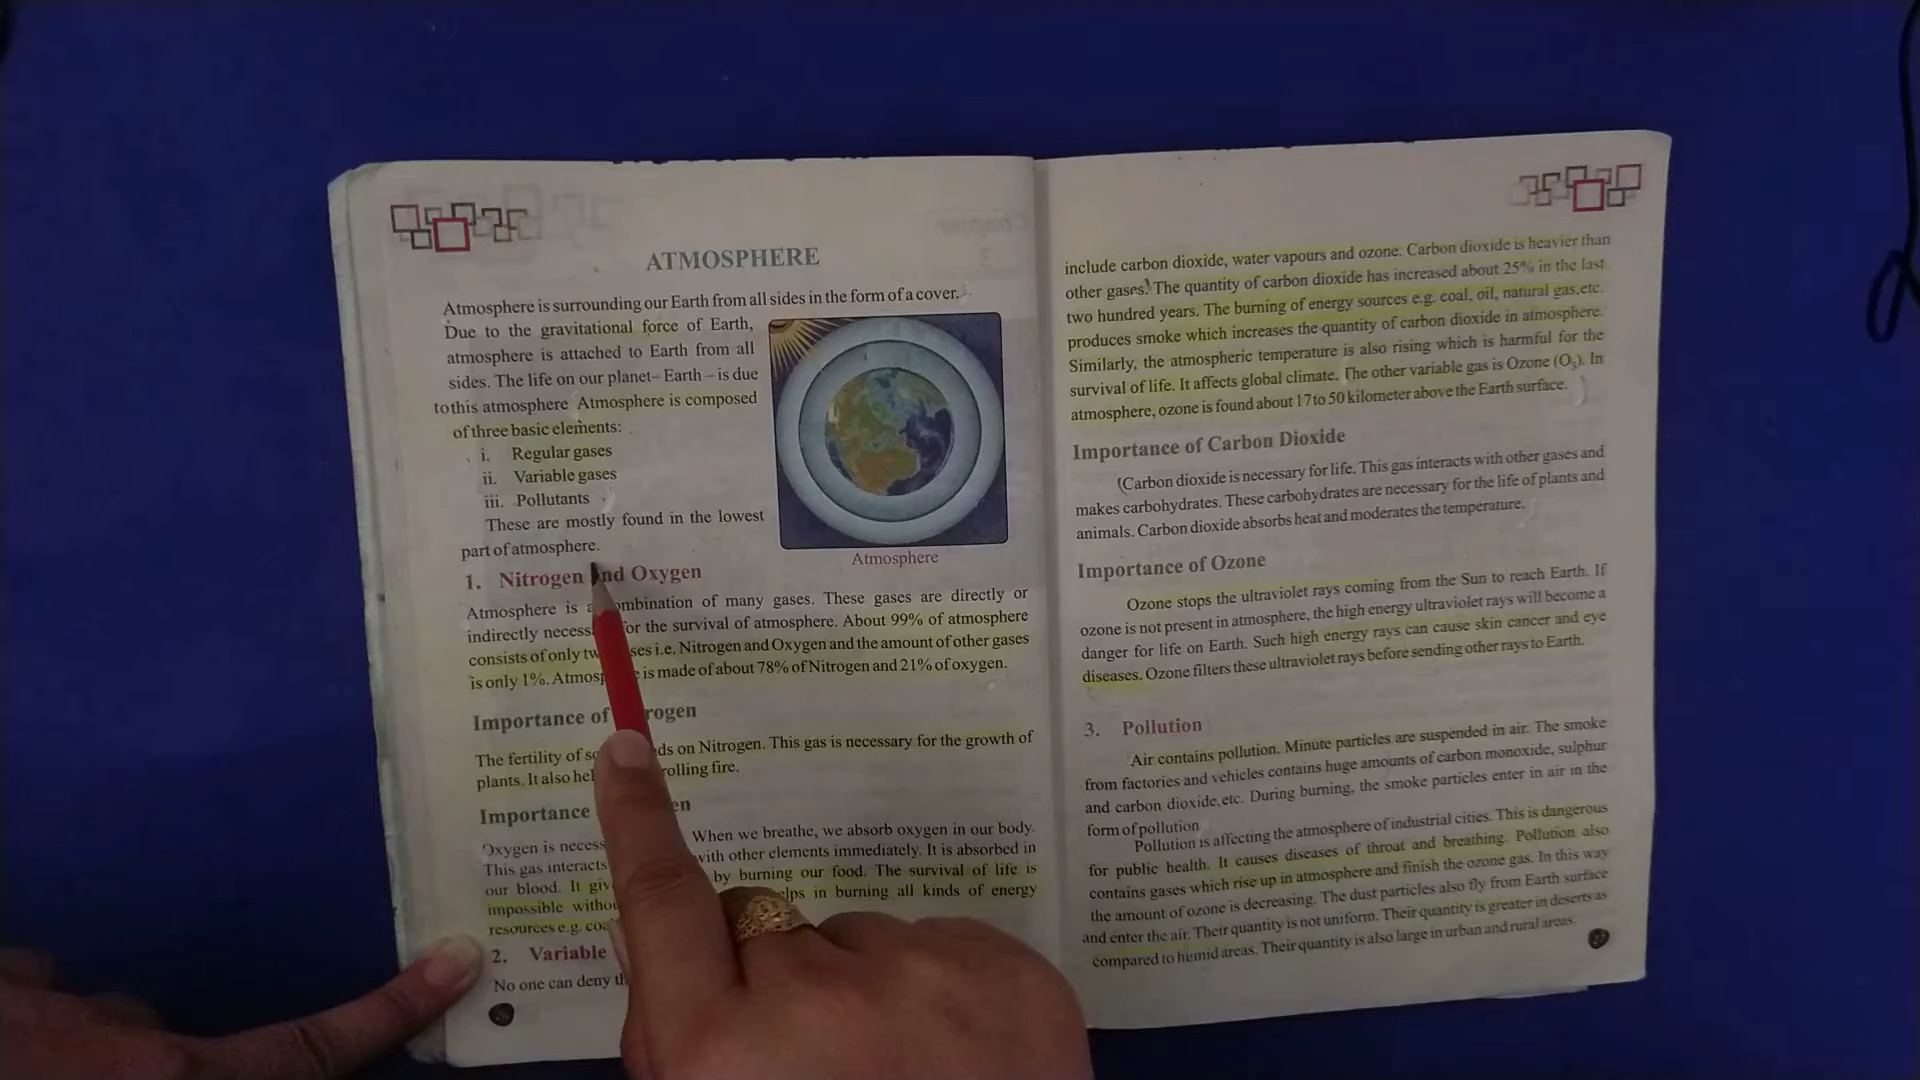 ATMOSPHERE
Atmosphere is surrounding our Earth from all sides in the form of a cover.
Due to the gravitational force of Earth,
atmosphere is attached to Earth from all
sides. The life on our planet– Earth – is due
to this atmosphere Atmosphere is composed
of three basic elements:
i. Regular gases
ii. Variable gases
iii. Pollutants
These are mostly found in the lowest
part of atmosphere.
Atmosphere
1. Nitrogen and Oxygen
Atmosphere is a combination of many gases. These gases are directly or
indirectly for the survival of atmosphere. About 99% of atmosphere
consists of only i.e. Nitrogen and Oxygen and the amount of other gases
is only 1%. is made of about 78% of Nitrogen and 21% of oxygen.
Importance of
The fertility of on Nitrogen. This gas is necessary for the growth of
plants. It also fire.
Importance
Oxygen is When we breathe, we absorb oxygen in our body.
This gas interacts with other elements immediately. It is absorbed in
our blood. It by burning our food. The survival of life is
impossible in burning all kinds of energy
resources e.g.
2. Variable
No one can deny
26
include carbon dioxide, water vapours and ozone. Carbon dioxide is heavier than
other gases. The quantity of carbon dioxide has increased about 25% in the last
two hundred years. The burning of energy sources e.g. coal, oil, natural gas,etc.
produces smoke which increases the quantity of carbon dioxide in atmosphere.
Similarly, the atmospheric temperature is also rising which is harmful for the
survival of life. It affects global climate. The other variable gas is Ozone (O₃). In
atmosphere, ozone is found about 17 to 50 kilometer above the Earth surface.
Importance of Carbon Dioxide
Carbon dioxide is necessary for life. This gas interacts with other gases and
makes carbohydrates. These carbohydrates are necessary for the life of plants and
animals. Carbon dioxide absorbs heat and moderates the temperature.
Importance of Ozone
Ozone stops the ultraviolet rays coming from the Sun to reach Earth. If
ozone is not present in atmosphere, the high energy ultraviolet rays will become a
danger for life on Earth. Such high energy rays can cause skin cancer and eye
diseases. Ozone filters these ultraviolet rays before sending other rays to Earth.
3. Pollution
Air contains pollution. Minute particles are suspended in air. The smoke
from factories and vehicles contains huge amounts of carbon monoxide, sulphur
and carbon dioxide,etc. During burning, the smoke particles enter in air in the
form of pollution
Pollution is affecting the atmosphere of industrial cities. This is dangerous
for public health. It causes diseases of throat and breathing. Pollution also
contains gases which rise up in atmosphere and finish the ozone gas. In this way
the amount of ozone is decreasing. The dust particles also fly from Earth surface
and enter the air. Their quantity is not uniform. Their quantity is greater in deserts as
compared to humid areas. Their quantity is also large in urban and rural areas.